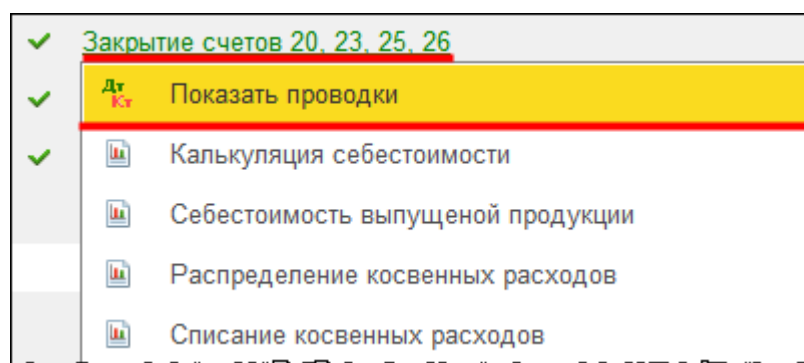 Закрытие счетов 20, 23, 25, 26
Дт
Кт
Показать проводки
Калькуляция себестоимости
Себестоимость выпущеной продукции
Распределение косвенных расходов
Списание косвенных расходов